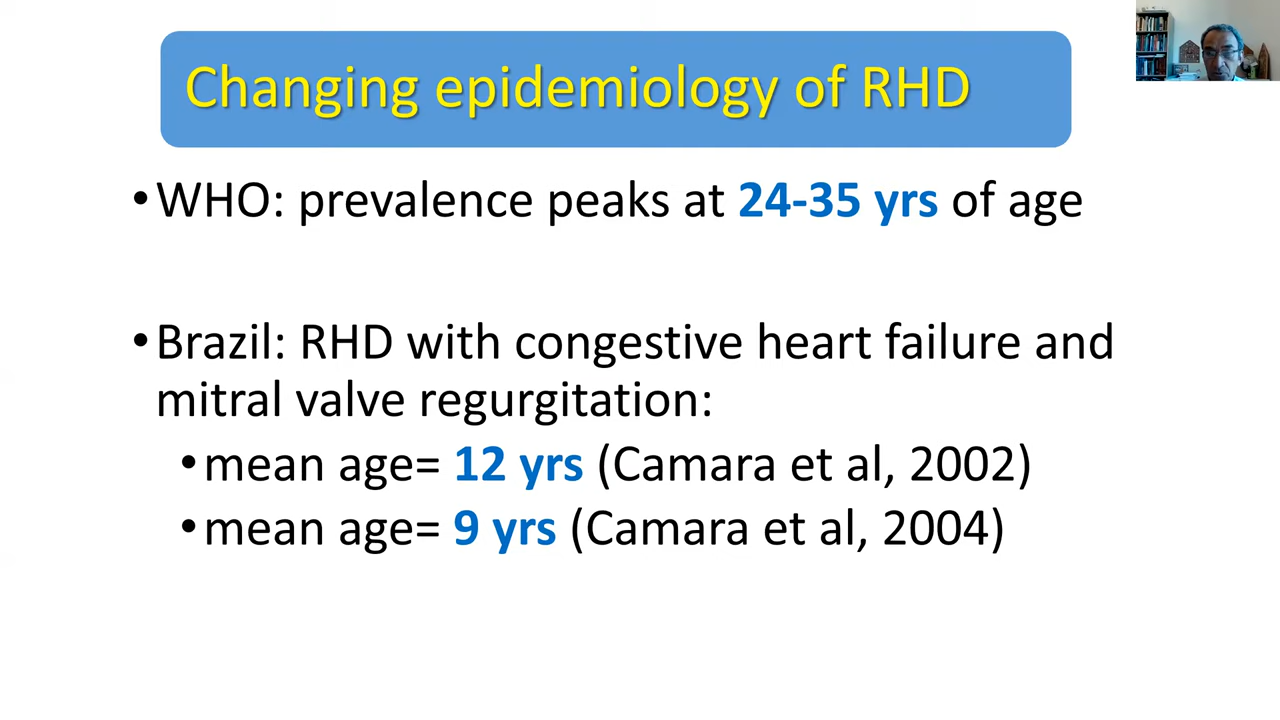 Changing epidemiology of RHD
•WHO: prevalence peaks at 24-35 yrs of age
•Brazil: RHD with congestive heart failure and
mitral valve regurgitation:
•mean age= 12 yrs (Camara et al, 2002)
•mean age= 9 yrs (Camara et al, 2004)